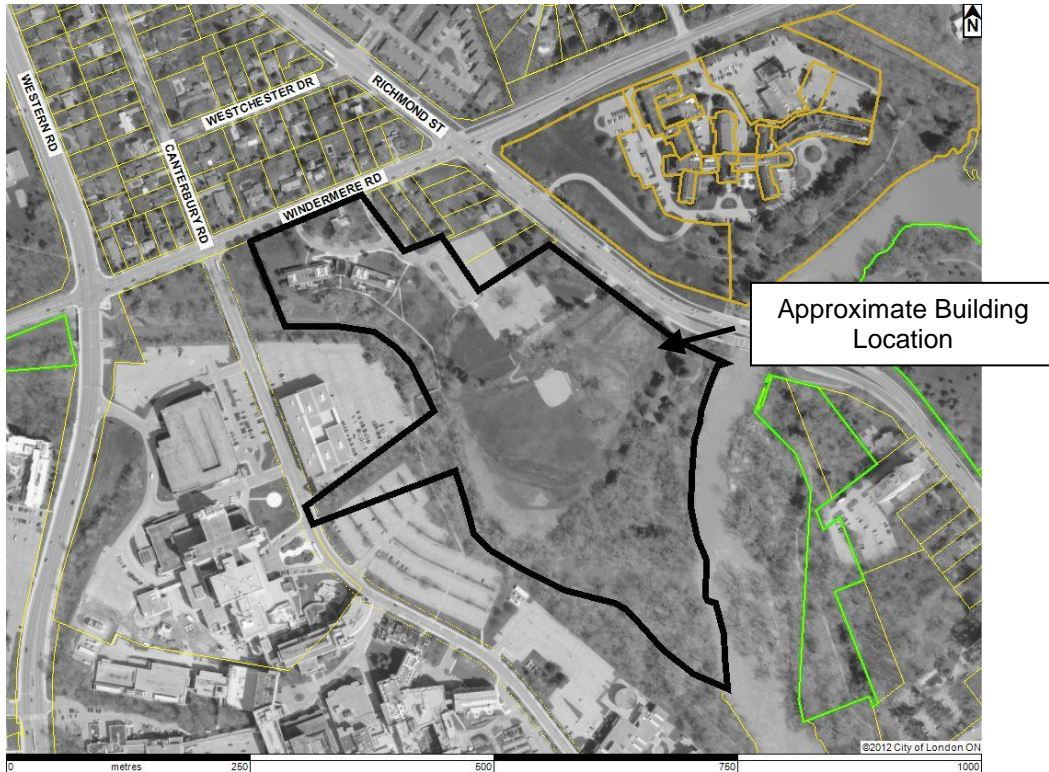 N
WESTERN RD
WESTCHESTER DR
RICHMOND ST
CANTERBURY RD
WINDERMERE RD
Approximate Building
Location
©2012 City of London ON
0 metres 250 500 750 1000